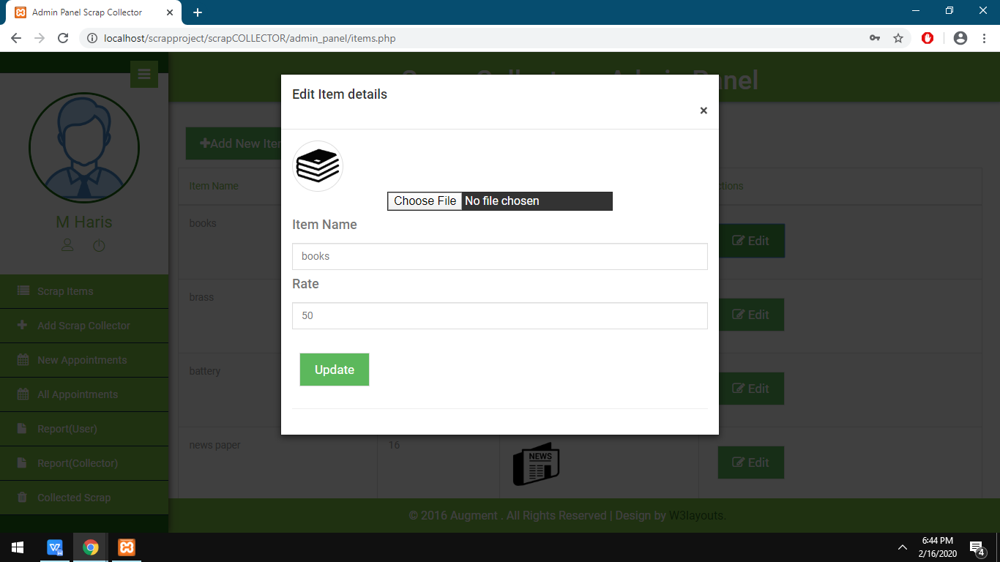 Admin Panel Scrap Collector
localhost/scrapproject/scrapCOLLECTOR/admin_panel/items.php
Panel
Edit Item details
×
Add New Iter
Choose File No file chosen
Item Name
books
Rate
50
Update
Item Name
ctions
books
Edit
brass
Edit
battery
Edit
news paper
16
NEWS
Edit
M Haris
Scrap Items
Add Scrap Collector
New Appointments
All Appointments
Report(User)
Report(Collector)
Collected Scrap
© 2016 Augment . All Rights Reserved | Design by W3layouts.
6:44 PM
2/16/2020
4